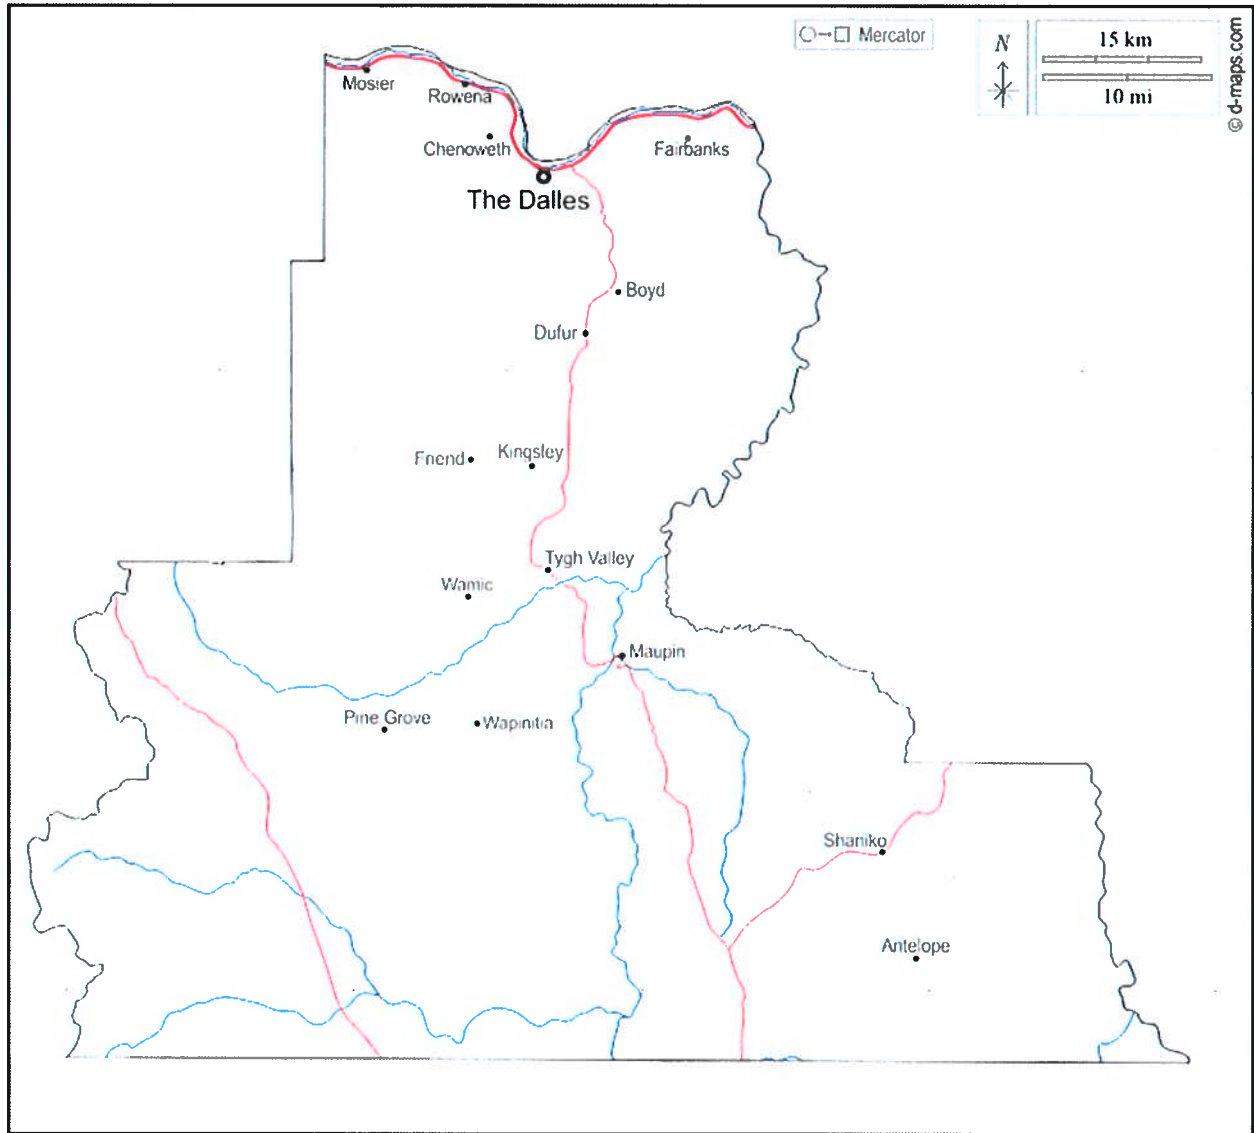 Mercator
N
15 km
10 mi
© d-maps.com
Mosier
Rowena
Chenoweth
Fairbanks
The Dalles
Boyd
Dufur
Friend
Kingsley
Tygh Valley
Wamic
Maupin
Pine Grove
Wapinitia
Shaniko
Antelope